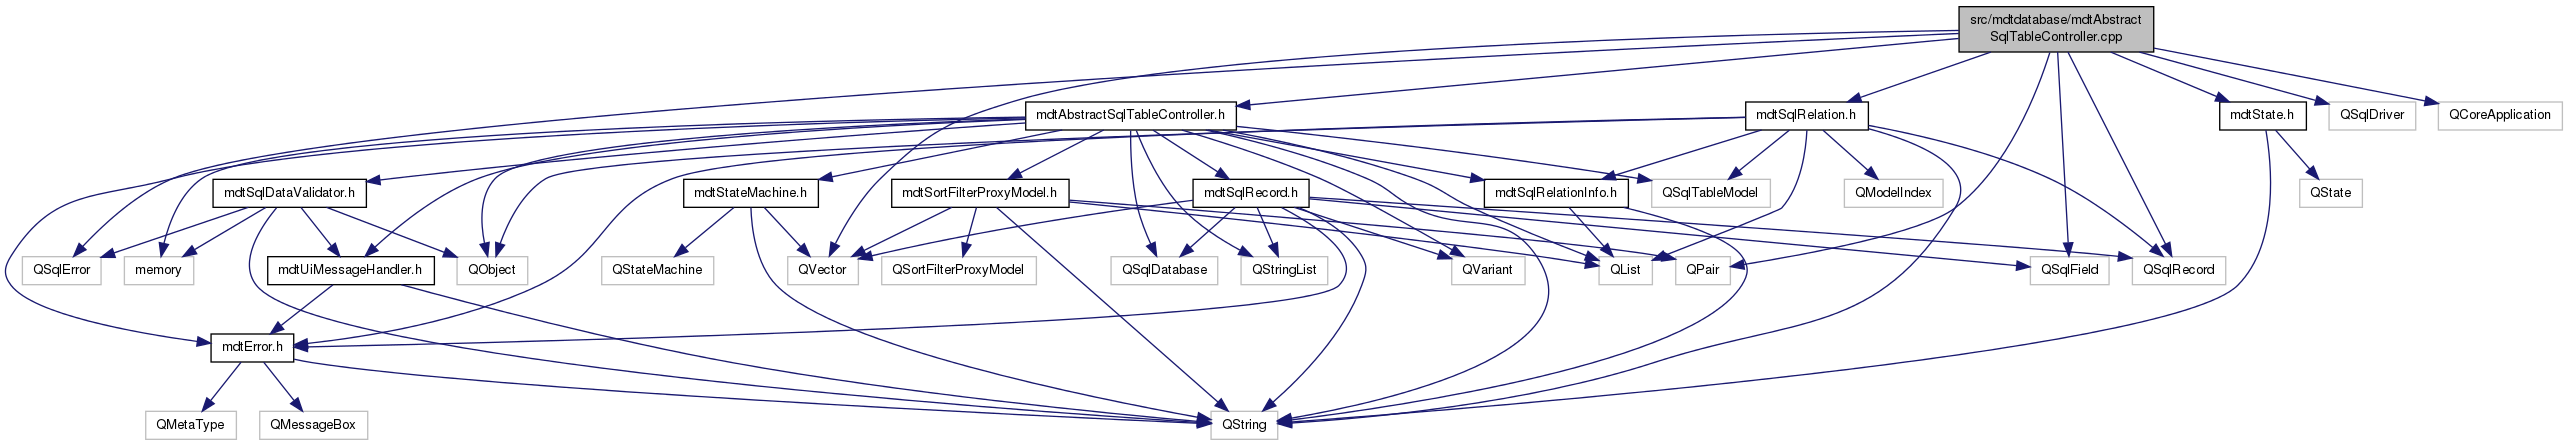 src/mdtdatabase/mdtAbstract
SqlTableController.cpp
mdtAbstractSqlTableController.h
mdtSqlRelation.h
mdtState.h
QSqlDriver
QCoreApplication
mdtSqlDataValidator.h
mdtStateMachine.h
mdtSortFilterProxyModel.h
mdtSqlRecord.h
mdtSqlRelationInfo.h
QSqlTableModel
QModelIndex
QState
QSqlError
memory
mdtUiMessageHandler.h
QObject
QStateMachine
QVector
QSortFilterProxyModel
QSqlDatabase
QStringList
QVariant
QList
QPair
QSqlField
QSqlRecord
mdtError.h
QMetaType
QMessageBox
QString